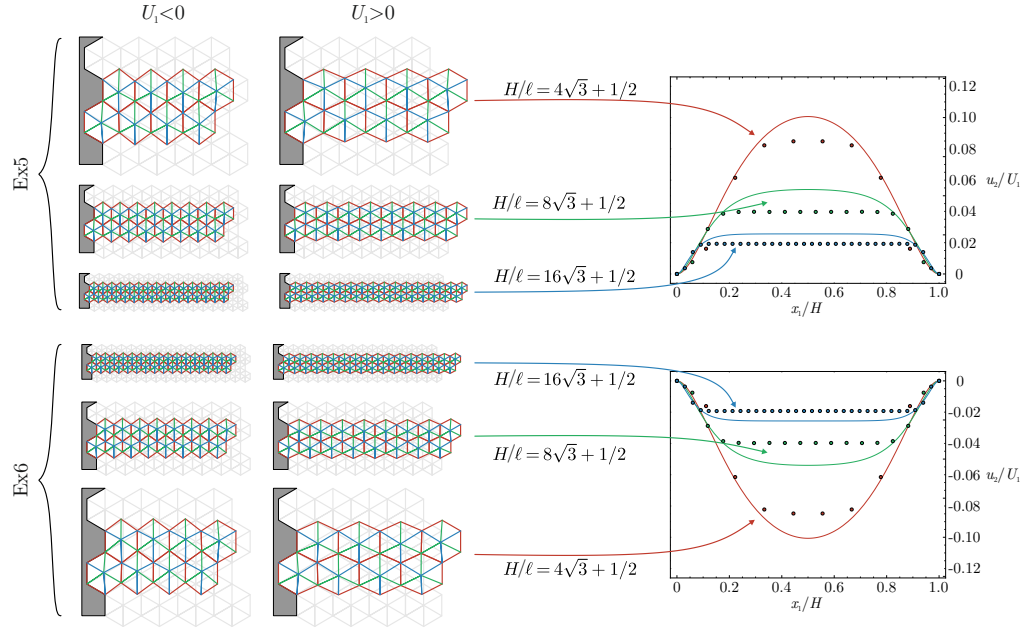 U₁<0
U₁>0
Ex5
H/ℓ = 4√3 + 1/2
H/ℓ = 8√3 + 1/2
H/ℓ = 16√3 + 1/2
0.12
0.10
0.08
0.06
0.04
0.02
0
u₂/U₁
0 0.2 0.4 0.6 0.8 1.0
x₁/H
Ex6
H/ℓ = 16√3 + 1/2
H/ℓ = 8√3 + 1/2
H/ℓ = 4√3 + 1/2
0
-0.02
-0.04
-0.06
-0.08
-0.10
-0.12
u₂/U₁
0 0.2 0.4 0.6 0.8 1.0
x₁/H